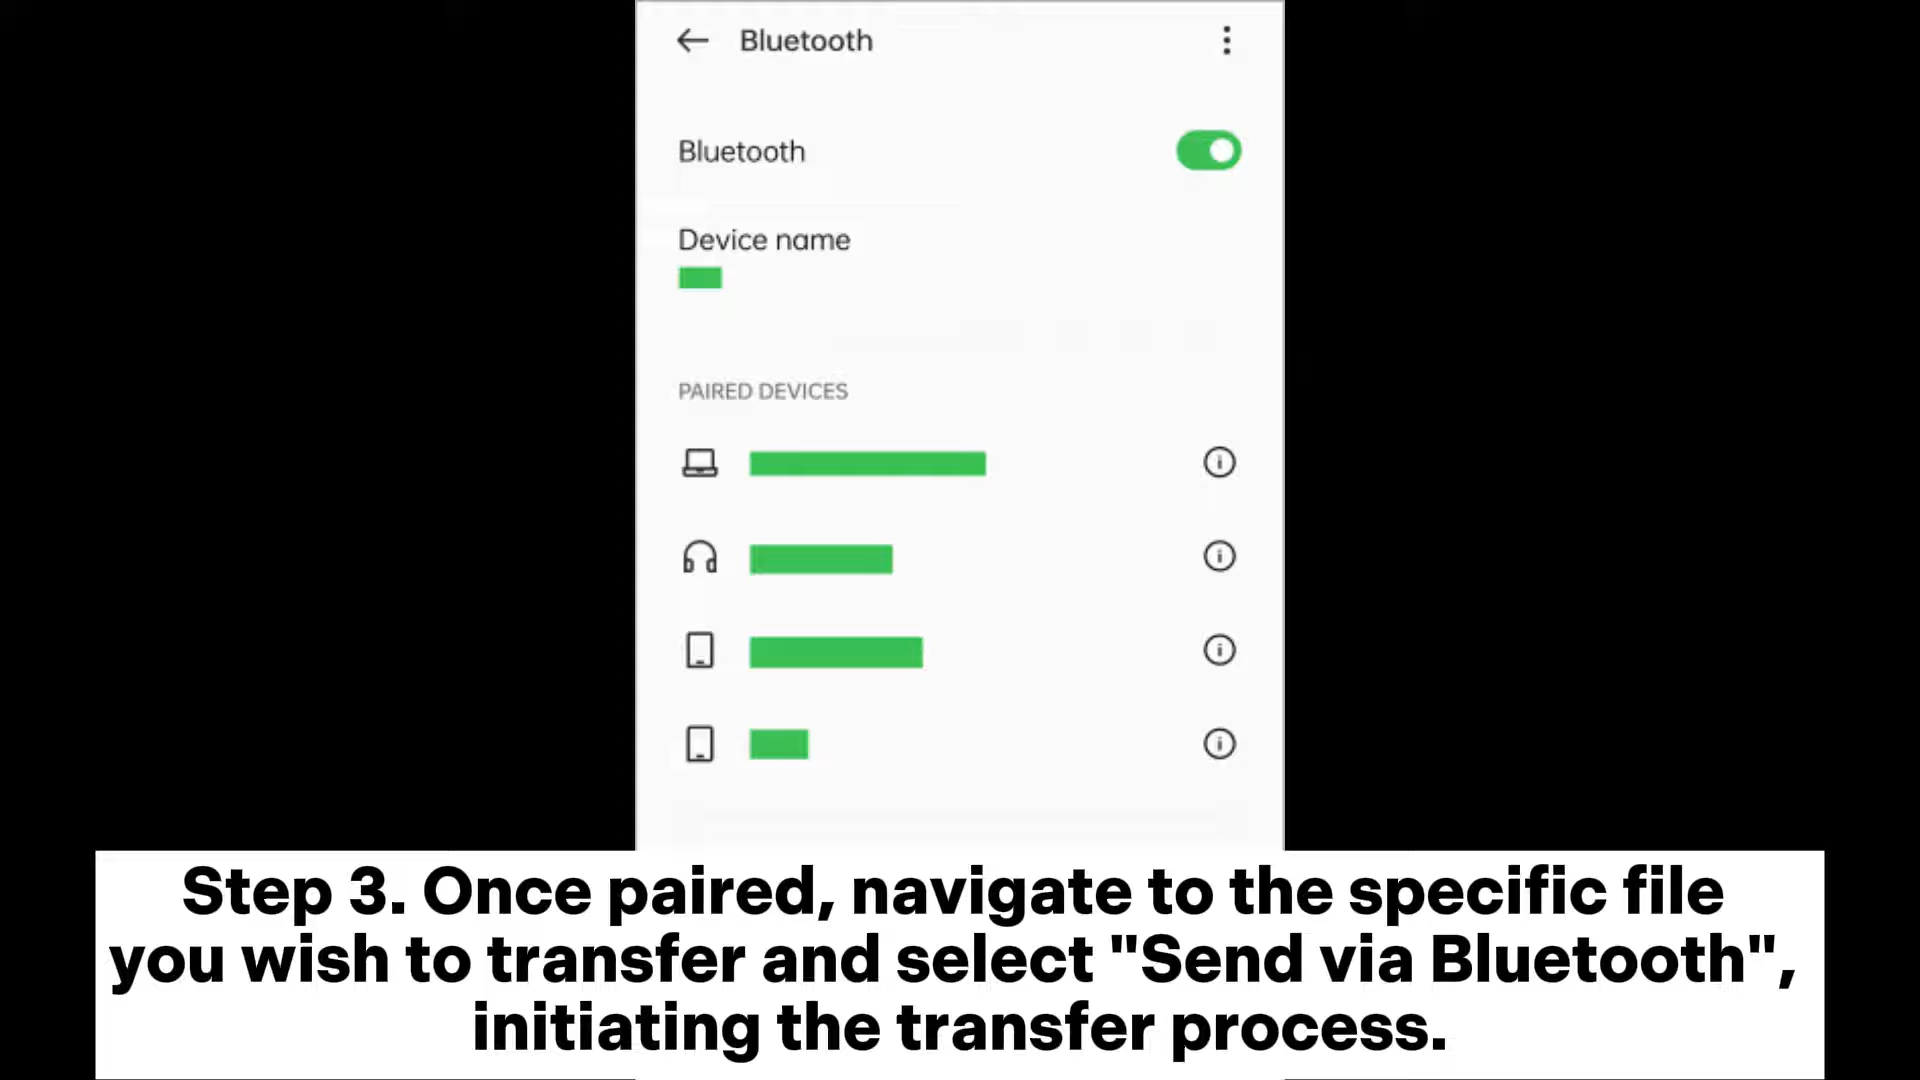 Bluetooth
Bluetooth
Device name
PAIRED DEVICES
Step 3. Once paired, navigate to the specific file
you wish to transfer and select "Send via Bluetooth",
initiating the transfer process.